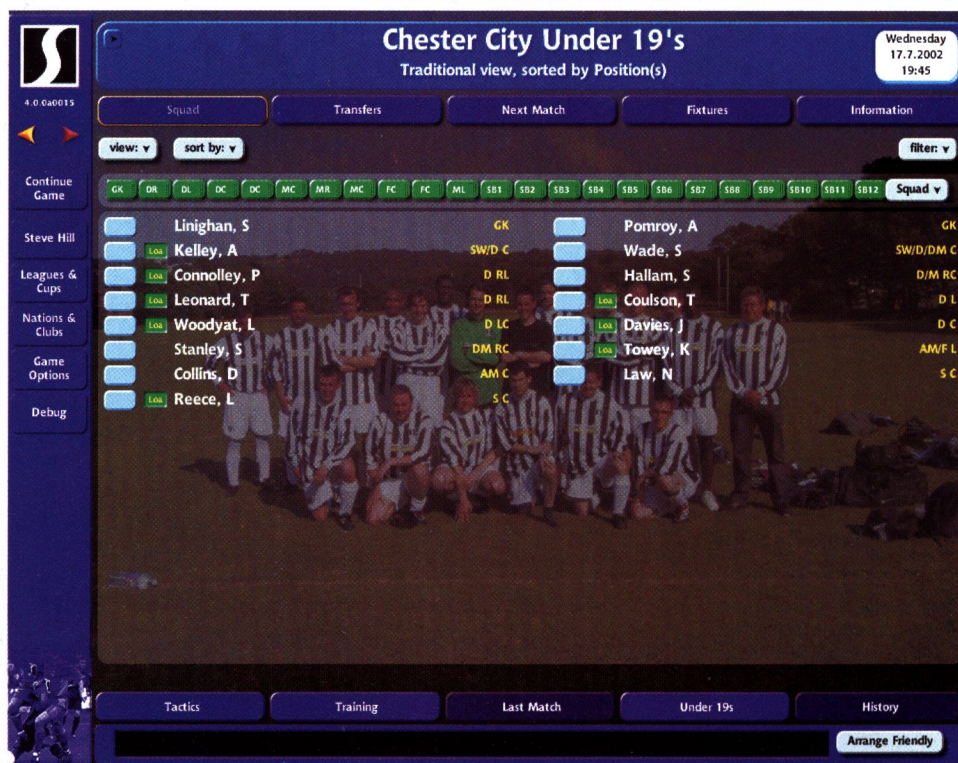 Chester City Under 19's
Traditional view, sorted by Position(s)
Wednesday
17.7.2002
19:45
4.0.0a0015
Squad
Transfers
Next Match
Fixtures
Information
view:
sort by:
filter:
Continue
Game
Steve Hill
Leagues &
Cups
Nations &
Clubs
Game
Options
Debug
GK DR DL DC DC MC MR MC FC FC ML SB1 SB2 SB3 SB4 SB5 SB6 SB7 SB8 SB9 SB10 SB11 SB12 Squad
Linighan, S GK
Loa Kelley, A SW/D C
Loa Connolley, P D RL
Loa Leonard, T D RL
Loa Woodyat, L D LC
Stanley, S DM RC
Collins, D AM C
Loa Reece, L S C
Pomroy, A GK
Wade, S SW/D/DM C
Hallam, S D/M RC
Loa Coulson, T D L
Loa Davies, J D C
Loa Towey, K AM/F L
Law, N S C
Tactics
Training
Last Match
Under 19s
History
Arrange Friendly